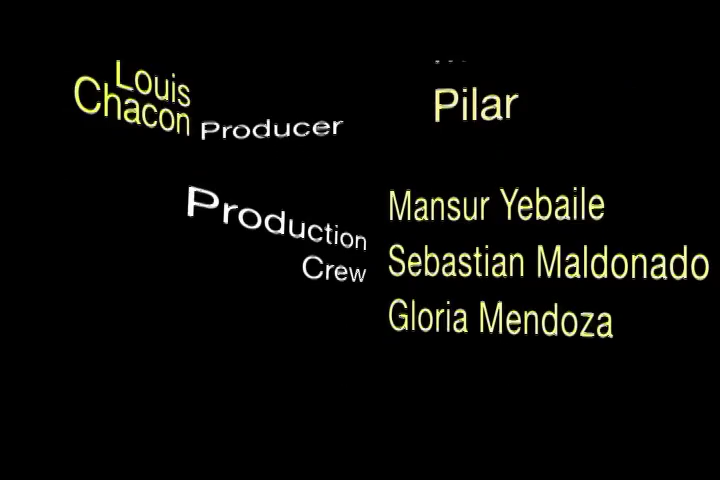 Louis
Chacon
Producer
Pilar
Production
Crew
Mansur Yebaile
Sebastian Maldonado
Gloria Mendoza